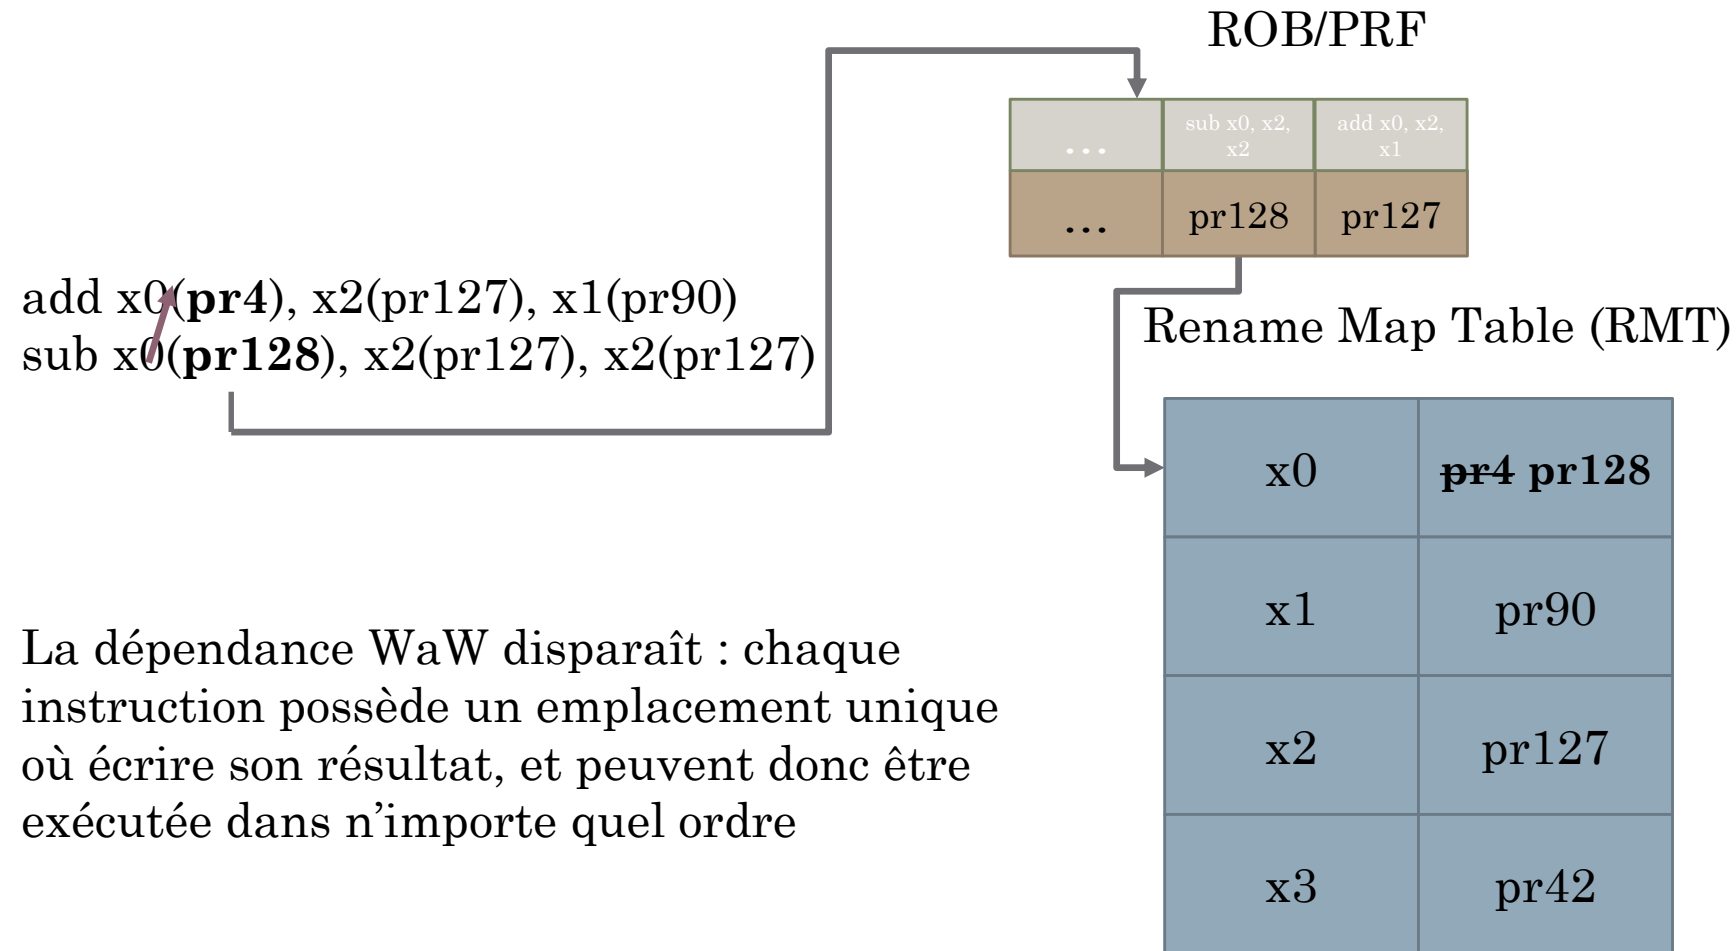 ROB/PRF
... sub x0, x2, add x0, x2,
x2 x1
... pr128 pr127
add x0(pr4), x2(pr127), x1(pr90)
sub x0(pr128), x2(pr127), x2(pr127)
Rename Map Table (RMT)
x0 pr4 pr128
x1 pr90
x2 pr127
x3 pr42
La dépendance WaW disparaît : chaque
instruction possède un emplacement unique
où écrire son résultat, et peuvent donc être
exécutée dans n’importe quel ordre